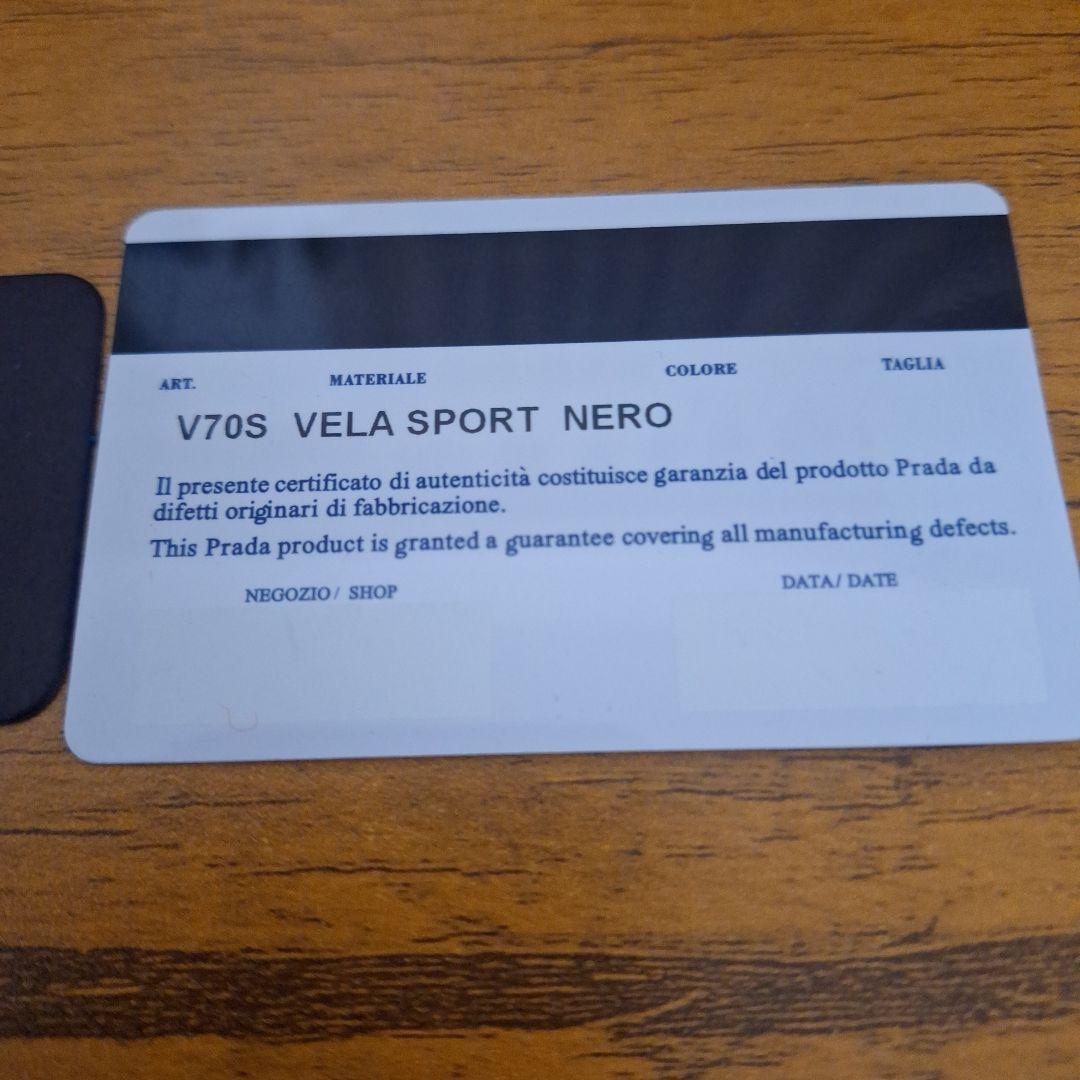 ART. MATERIALE COLORE TAGLIA
V70S VELA SPORT NERO
Il presente certificato di autenticità costituisce garanzia del prodotto Prada da
difetti originari di fabbricazione.
This Prada product is granted a guarantee covering all manufacturing defects.
NEGOZIO/ SHOP DATA/ DATE